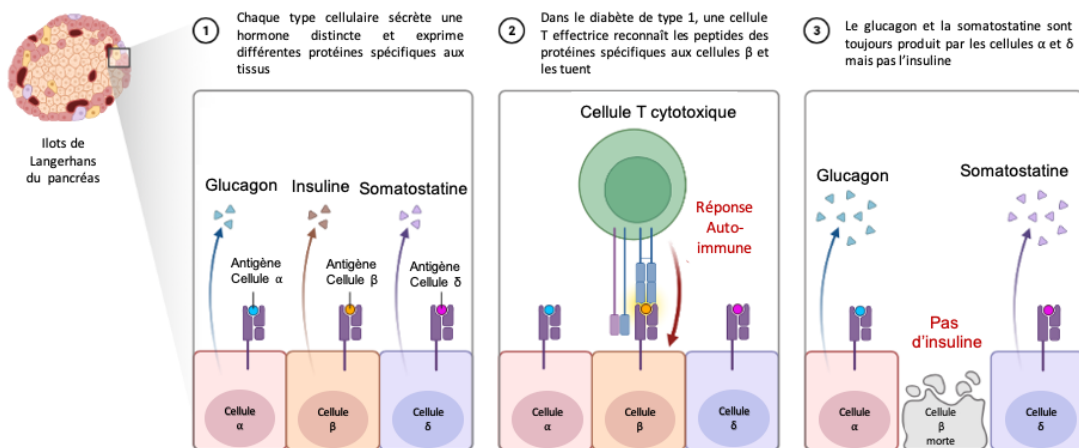 1
Chaque type cellulaire sécrète une
hormone distincte et exprime
différentes protéines spécifiques aux
tissus
2
Dans le diabète de type 1, une cellule
T effectrice reconnaît les peptides des
protéines spécifiques aux cellules β et
les tuent
3
Le glucagon et la somatostatine sont
toujours produit par les cellules α et δ
mais pas l'insuline
Ilots de
Langerhans
du pancréas
Glucagon
Insuline
Somatostatine
Antigène
Cellule α
Antigène
Cellule β
Antigène
Cellule δ
Cellule
α
Cellule
β
Cellule
δ
Cellule T cytotoxique
Réponse
Auto-
immune
Cellule
α
Cellule
β
Cellule
δ
Glucagon
Somatostatine
Pas
d'insuline
Cellule
α
Cellule
β
morte
Cellule
δ